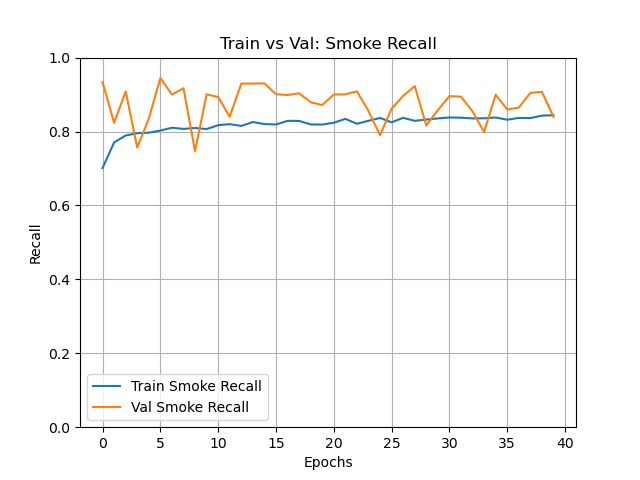 Train vs Val: Smoke Recall
1.0
0.8
0.6
0.4
0.2
0.0
Recall
Train Smoke Recall
Val Smoke Recall
0 5 10 15 20 25 30 35 40
Epochs